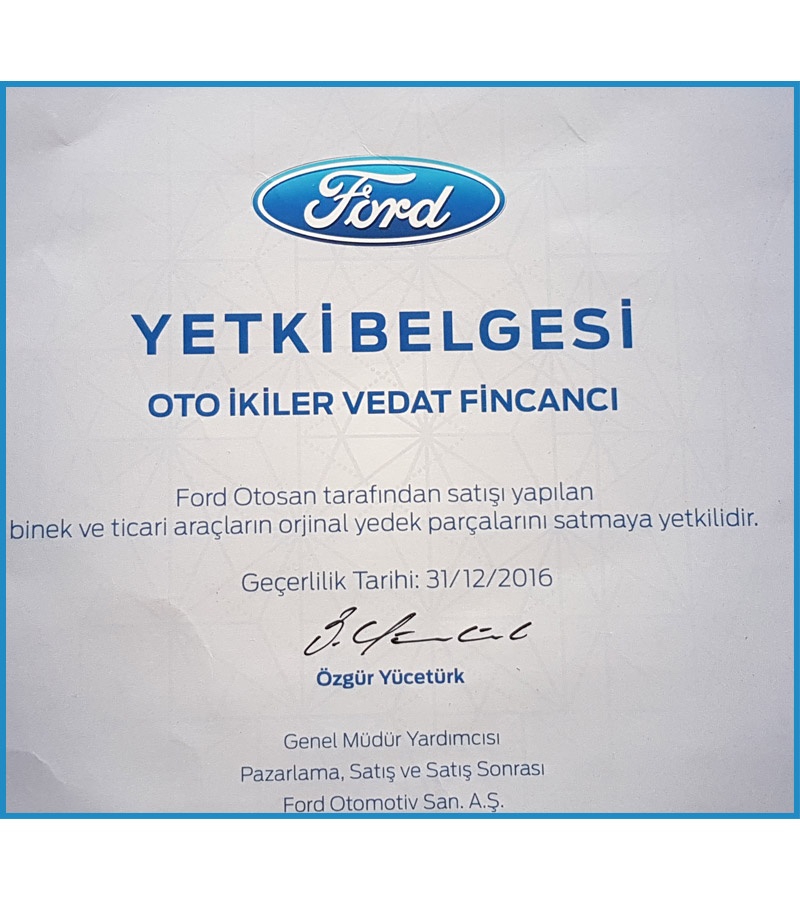 Ford
YETKİ BELGESİ
OTO İKİLER VEDAT FİNCANCI
Ford Otosan tarafından satışı yapılan
binek ve ticari araçların orjinal yedek parçalarını satmaya yetkilidir.
Geçerlilik Tarihi: 31/12/2016
Özgür Yücetürk
Genel Müdür Yardımcısı
Pazarlama, Satış ve Satış Sonrası
Ford Otomotiv San. A.Ş.